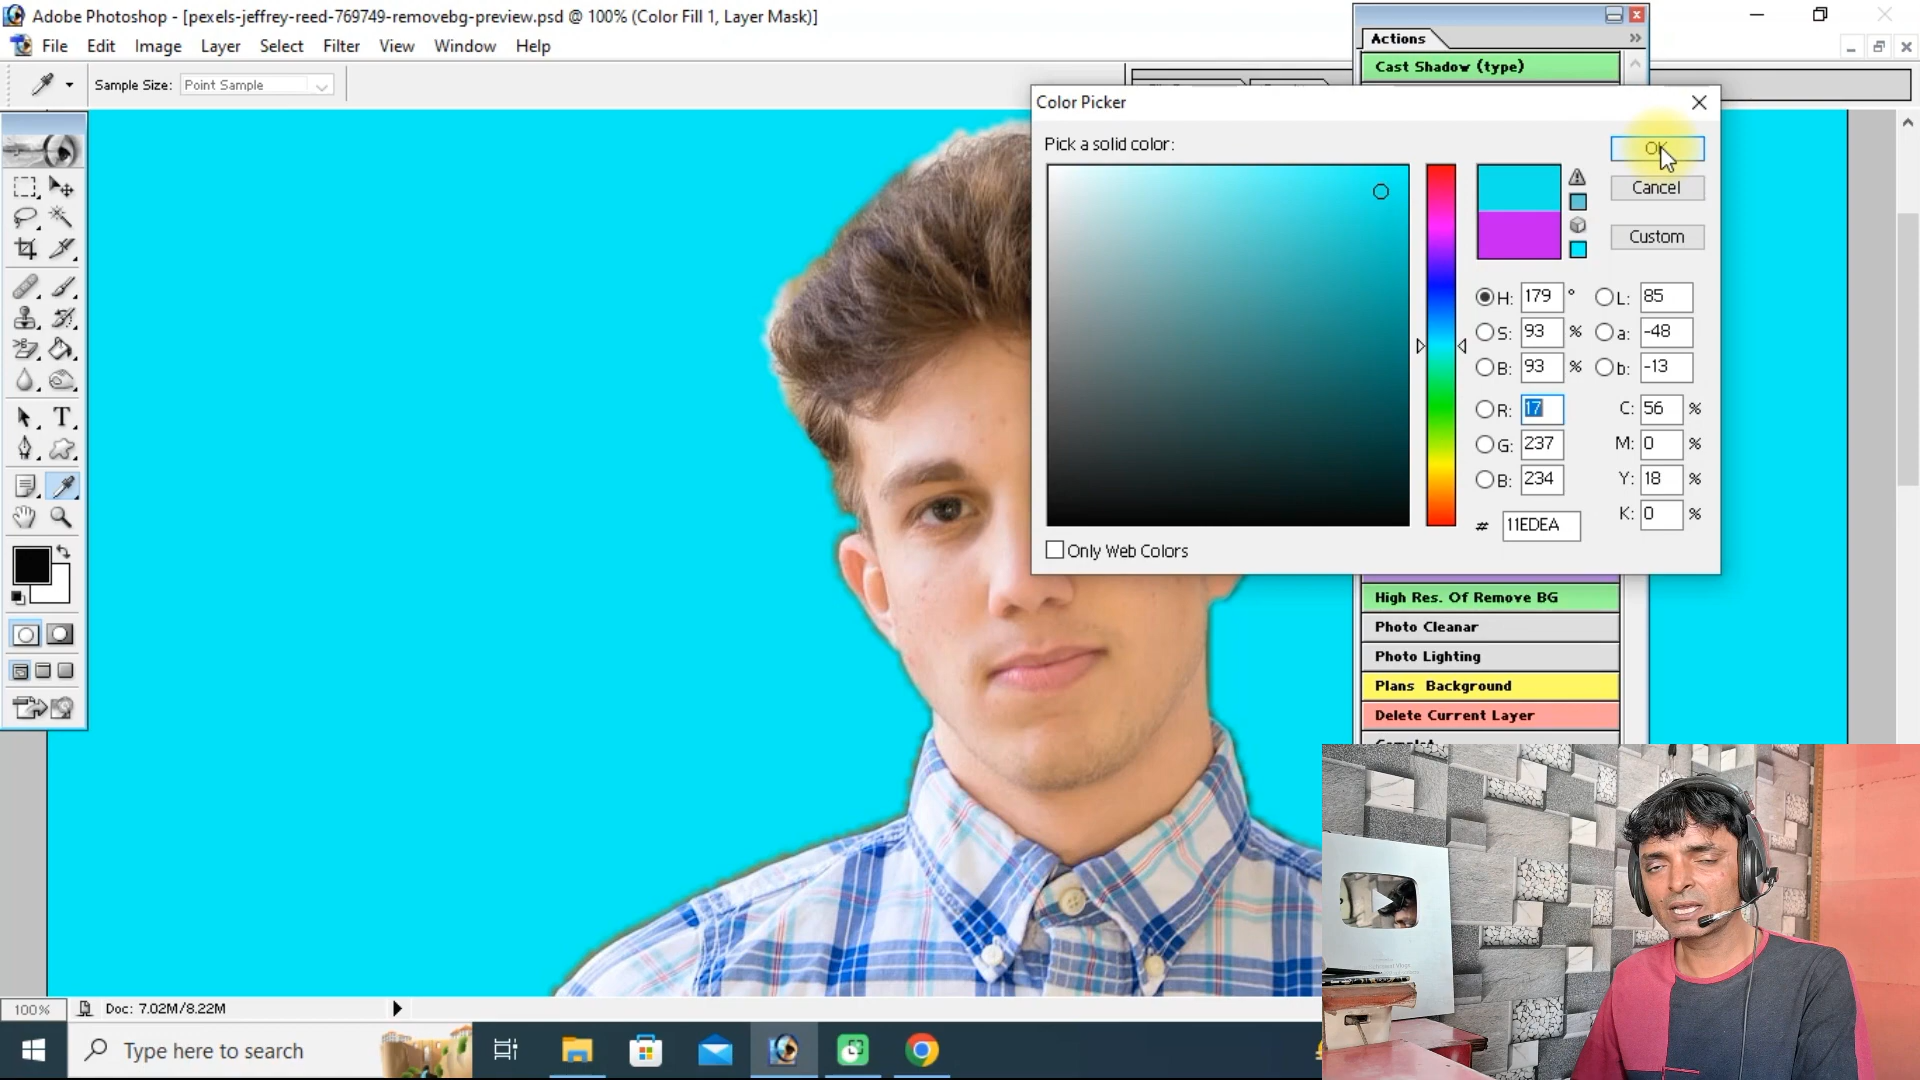 Adobe Photoshop - [pexels-jeffrey-reed-769749-removebg-preview.psd @ 100% (Color Fill 1, Layer Mask)]
File Edit Image Layer Select Filter View Window Help
Sample Size: Point Sample
Actions
Cast Shadow (type)
Color Picker
Pick a solid color:
OK
Cancel
Custom
H: 179 ° L: 85
S: 93 % a: -48
B: 93 % b: -13
R: 17 C: 56 %
G: 237 M: 0 %
B: 234 Y: 18 %
# 11EDEA K: 0 %
Only Web Colors
High Res. Of Remove BG
Photo Cleanar
Photo Lighting
Plans Background
Delete Current Layer
100% Doc: 7.02M/8.22M
Type here to search